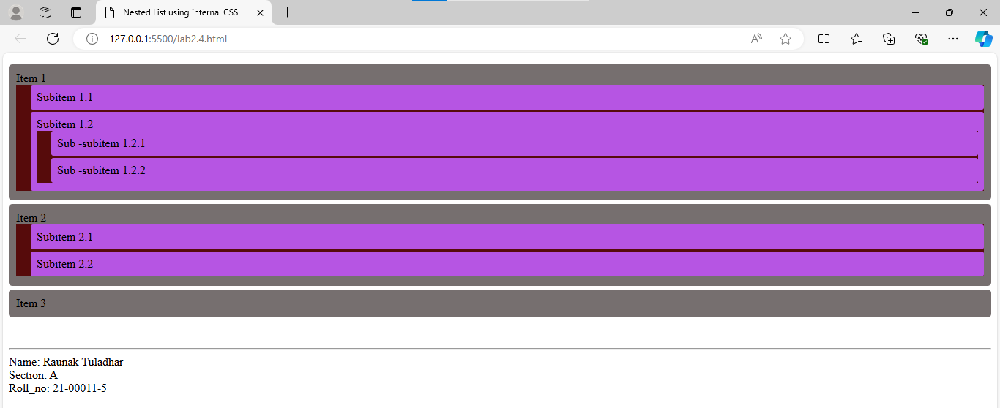 Nested List using internal CSS
127.0.0.1:5500/lab2.4.html
Item 1
Subitem 1.1
Subitem 1.2
Sub -subitem 1.2.1
Sub -subitem 1.2.2
Item 2
Subitem 2.1
Subitem 2.2
Item 3
Name: Raunak Tuladhar
Section: A
Roll_no: 21-00011-5